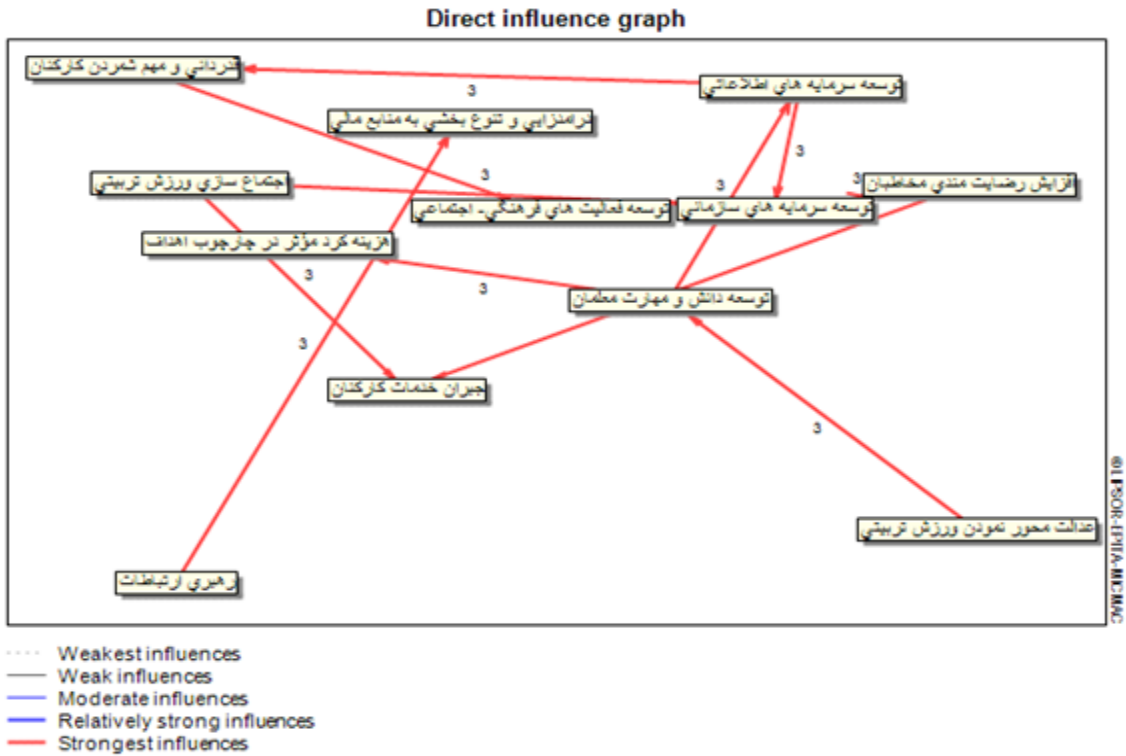 Direct influence graph
قدرداني و مهم شمردن كاركنان
توسعه سرمايه هاي اطلاعاتي
3
درامدزايي و تنوع بخشي به منابع مالي
3
3
3
3
اجتماع سازي ورزش تربيتي
افزايش رضايت مندي مخاطبان
توسعه فعاليت هاي فرهنگي۔ اجتماعي
توسعه سرمايه هاي سازماني
هزينه كرد مؤثر در چارچوب اهداف
3
3
توسعه دانش و مهارت معلمان
3
جبران خدمات كاركنان
3
عدالت محور نمودن ورزش تربيتي
رهبري ارتباطات
©LIPSOR-EPITA-MICMAC
Weakest influences
Weak influences
Moderate influences
Relatively strong influences
Strongest influences